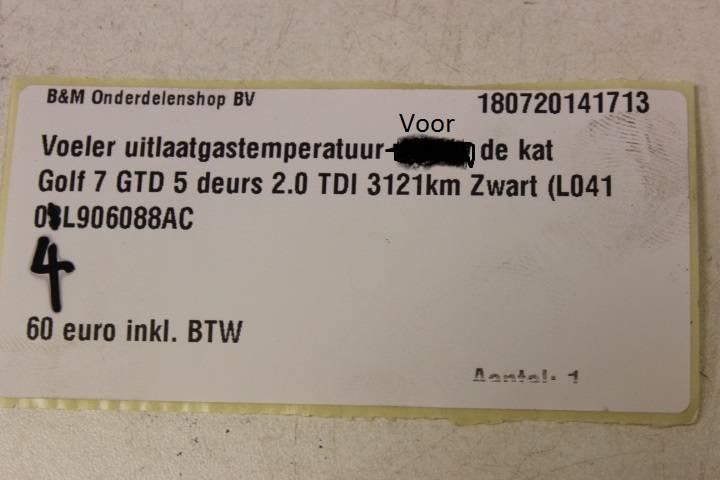 B&M Onderdelenshop BV 180720141713
Voor
Voeler uitlaatgastemperatuur de kat
Golf 7 GTD 5 deurs 2.0 TDI 3121km Zwart (L041
0 L906088AC
4
60 euro inkl. BTW
Aantal: 1